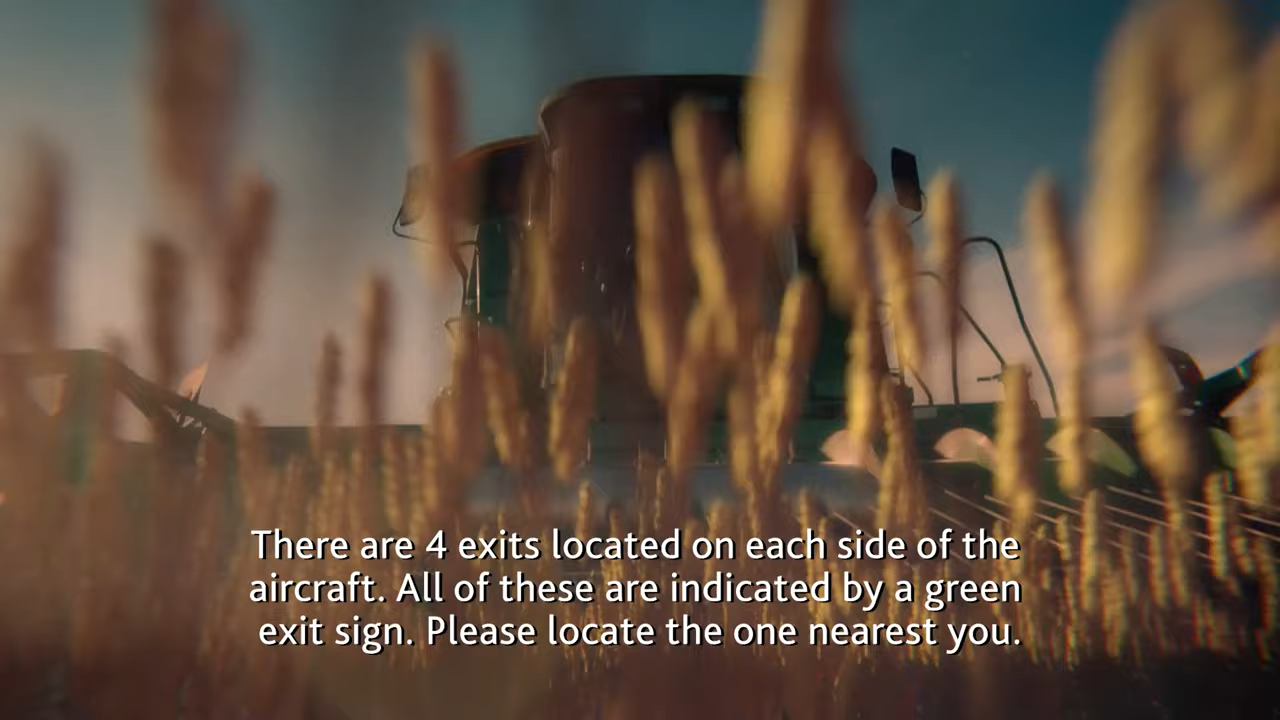 There are 4 exits located on each side of the
aircraft. All of these are indicated by a green
exit sign. Please locate the one nearest you.